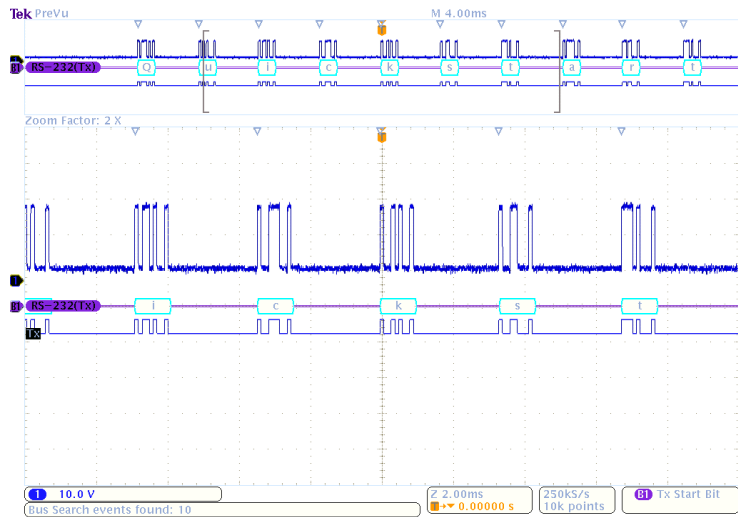 Tek PreVu M 4.00ms
B1 RS-232(Tx) Q u i c k s t a r t
Zoom Factor: 2 X
1
B1 RS-232(Tx) i c k s t
Tx
1 10.0 V Z 2.00ms 250kS/s B1 Tx Start Bit
T→▼ 0.00000 s 10k points
Bus Search events found: 10